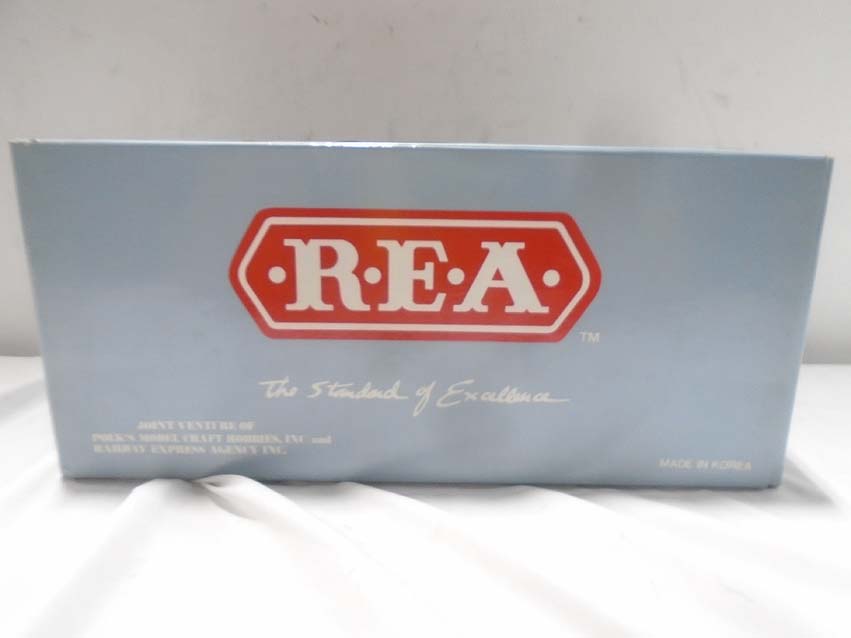 ·R·E·A·
TM
The Standard of Excellence
JOINT VENTURE OF
POLK'S MODEL CRAFT HOBBIES, INC and
RAILWAY EXPRESS AGENCY INC.
MADE IN KOREA